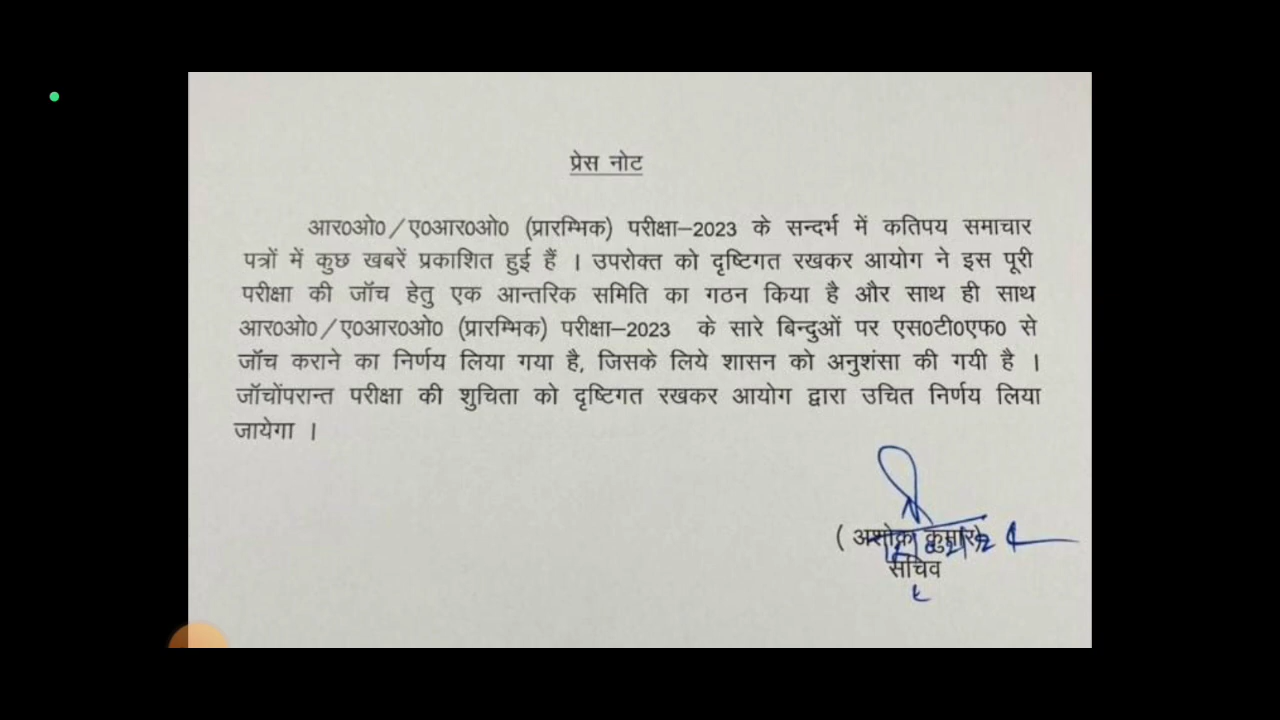 प्रेस नोट
आर0ओ0/ए0आर0ओ0 (प्रारम्भिक) परीक्षा–2023 के सन्दर्भ में कतिपय समाचार
पत्रों में कुछ खबरें प्रकाशित हुई हैं । उपरोक्त को दृष्टिगत रखकर आयोग ने इस पूरी
परीक्षा की जॉच हेतु एक आन्तरिक समिति का गठन किया है और साथ ही साथ
आर0ओ0/ए0आर0ओ0 (प्रारम्भिक) परीक्षा–2023 के सारे बिन्दुओं पर एस0टी0एफ0 से
जॉच कराने का निर्णय लिया गया है, जिसके लिये शासन को अनुशंसा की गयी है ।
जॉचोंपरान्त परीक्षा की शुचिता को दृष्टिगत रखकर आयोग द्वारा उचित निर्णय लिया
जायेगा ।
( अशोक कुमार)
सचिव